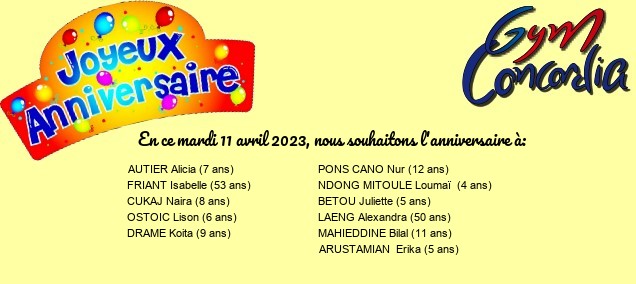 Joyeux
Anniversaire
Gym
Concordia
En ce mardi 11 avril 2023, nous souhaitons l'anniversaire à:
AUTIER Alicia (7 ans)
FRIANT Isabelle (53 ans)
CUKAJ Naira (8 ans)
OSTOIC Lison (6 ans)
DRAME Koita (9 ans)
PONS CANO Nur (12 ans)
NDONG MITOULE Loumaï (4 ans)
BETOU Juliette (5 ans)
LAENG Alexandra (50 ans)
MAHIEDDINE Bilal (11 ans)
ARUSTAMIAN Erika (5 ans)